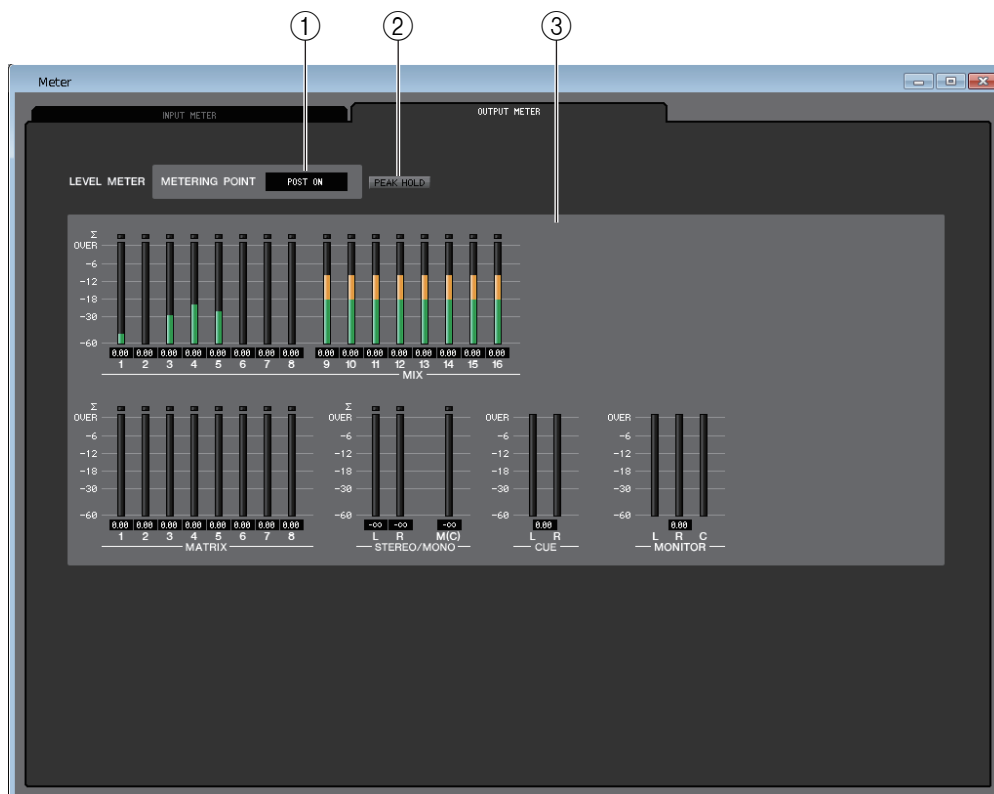 ① ② ③
Meter
INPUT METER OUTPUT METER
LEVEL METER METERING POINT POST ON PEAK HOLD
Σ
OVER
-6
-12
-18
-30
-60
0.00 0.00 0.00 0.00 0.00 0.00 0.00 0.00 0.00 0.00 0.00 0.00 0.00 0.00 0.00 0.00
1 2 3 4 5 6 7 8 9 10 11 12 13 14 15 16
MIX
Σ Σ
OVER OVER OVER OVER
-6 -6 -6 -6
-12 -12 -12 -12
-18 -18 -18 -18
-30 -30 -30 -30
-60 -60 -60 -60
0.00 0.00 0.00 0.00 0.00 0.00 0.00 0.00 -∞ -∞ -∞ 0.00 0.00
1 2 3 4 5 6 7 8 L R M(C) L R L R C
MATRIX STEREO/MONO CUE MONITOR